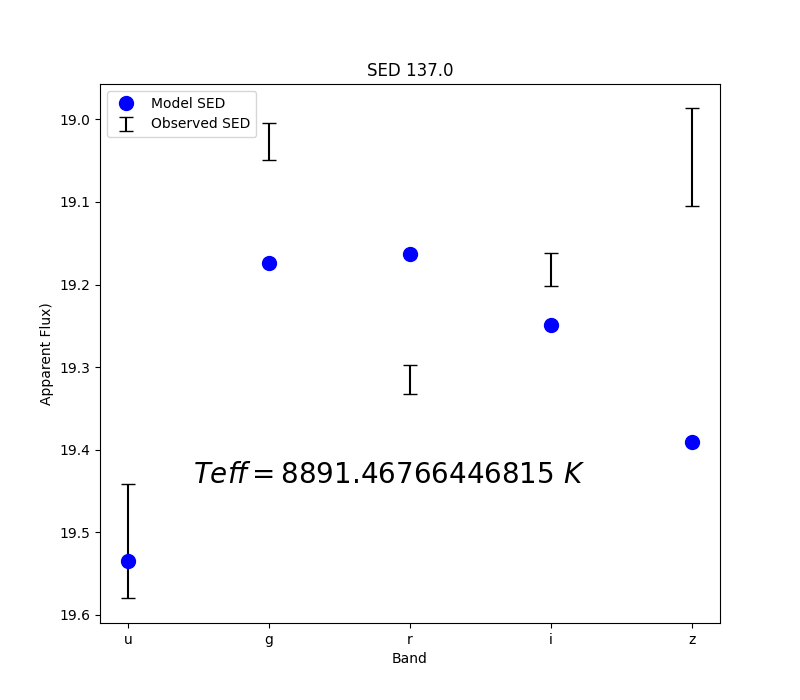 SED 137.0
Model SED
Observed SED
19.0
19.1
19.2
19.3
19.4
19.5
19.6
Apparent Flux)
Teff = 8891.46766446815 K
u g r i z
Band